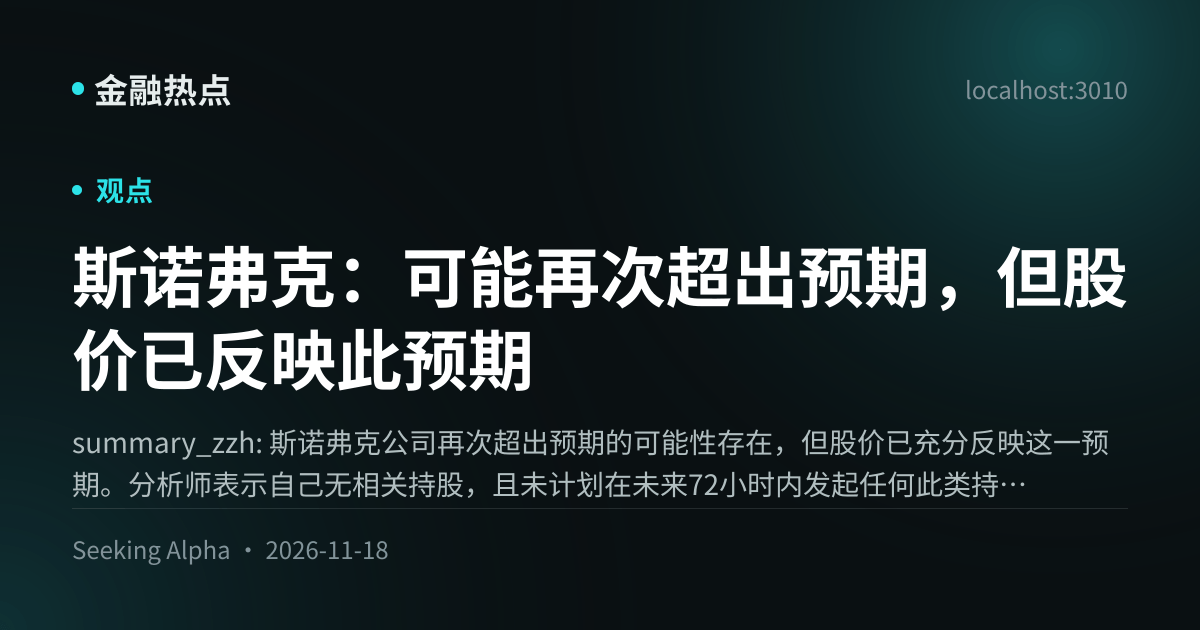 金融热点
localhost:3010
观点
斯诺弗克：可能再次超出预期，但股
价已反映此预期
summary_zzh: 斯诺弗克公司再次超出预期的可能性存在，但股价已充分反映这一预
期。分析师表示自己无相关持股，且未计划在未来72小时内发起任何此类持…
Seeking Alpha · 2026-11-18